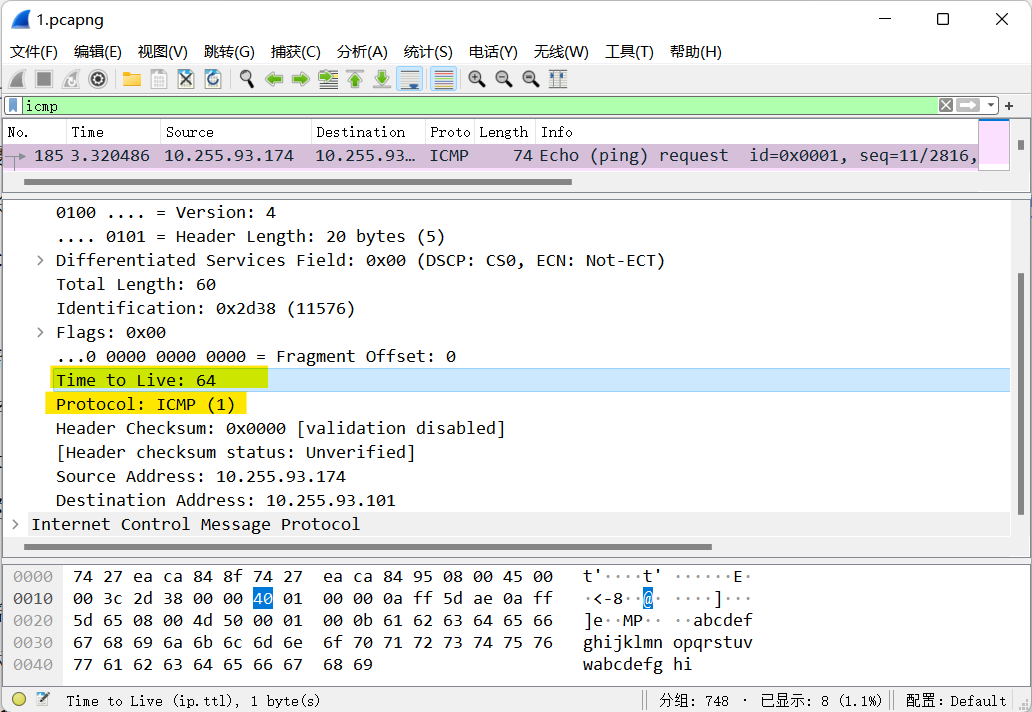 1.pcapng
文件(F) 编辑(E) 视图(V) 跳转(G) 捕获(C) 分析(A) 统计(S) 电话(Y) 无线(W) 工具(T) 帮助(H)
icmp
No. Time Source Destination Proto Length Info
185 3.320486 10.255.93.174 10.255.93… ICMP 74 Echo (ping) request id=0x0001, seq=11/2816,
0100 .... = Version: 4
.... 0101 = Header Length: 20 bytes (5)
Differentiated Services Field: 0x00 (DSCP: CS0, ECN: Not-ECT)
Total Length: 60
Identification: 0x2d38 (11576)
Flags: 0x00
...0 0000 0000 0000 = Fragment Offset: 0
Time to Live: 64
Protocol: ICMP (1)
Header Checksum: 0x0000 [validation disabled]
[Header checksum status: Unverified]
Source Address: 10.255.93.174
Destination Address: 10.255.93.101
Internet Control Message Protocol
0000 74 27 ea ca 84 8f 74 27 ea ca 84 95 08 00 45 00 t'····t' ······E·
0010 00 3c 2d 38 00 00 40 01 00 00 0a ff 5d ae 0a ff ·<-8··@· ····]···
0020 5d 65 08 00 4d 50 00 01 00 0b 61 62 63 64 65 66 ]e··MP·· ··abcdef
0030 67 68 69 6a 6b 6c 6d 6e 6f 70 71 72 73 74 75 76 ghijklmn opqrstuv
0040 77 61 62 63 64 65 66 67 68 69 wabcdefg hi
Time to Live (ip.ttl), 1 byte(s) 分组: 748 · 已显示: 8 (1.1%) 配置: Default